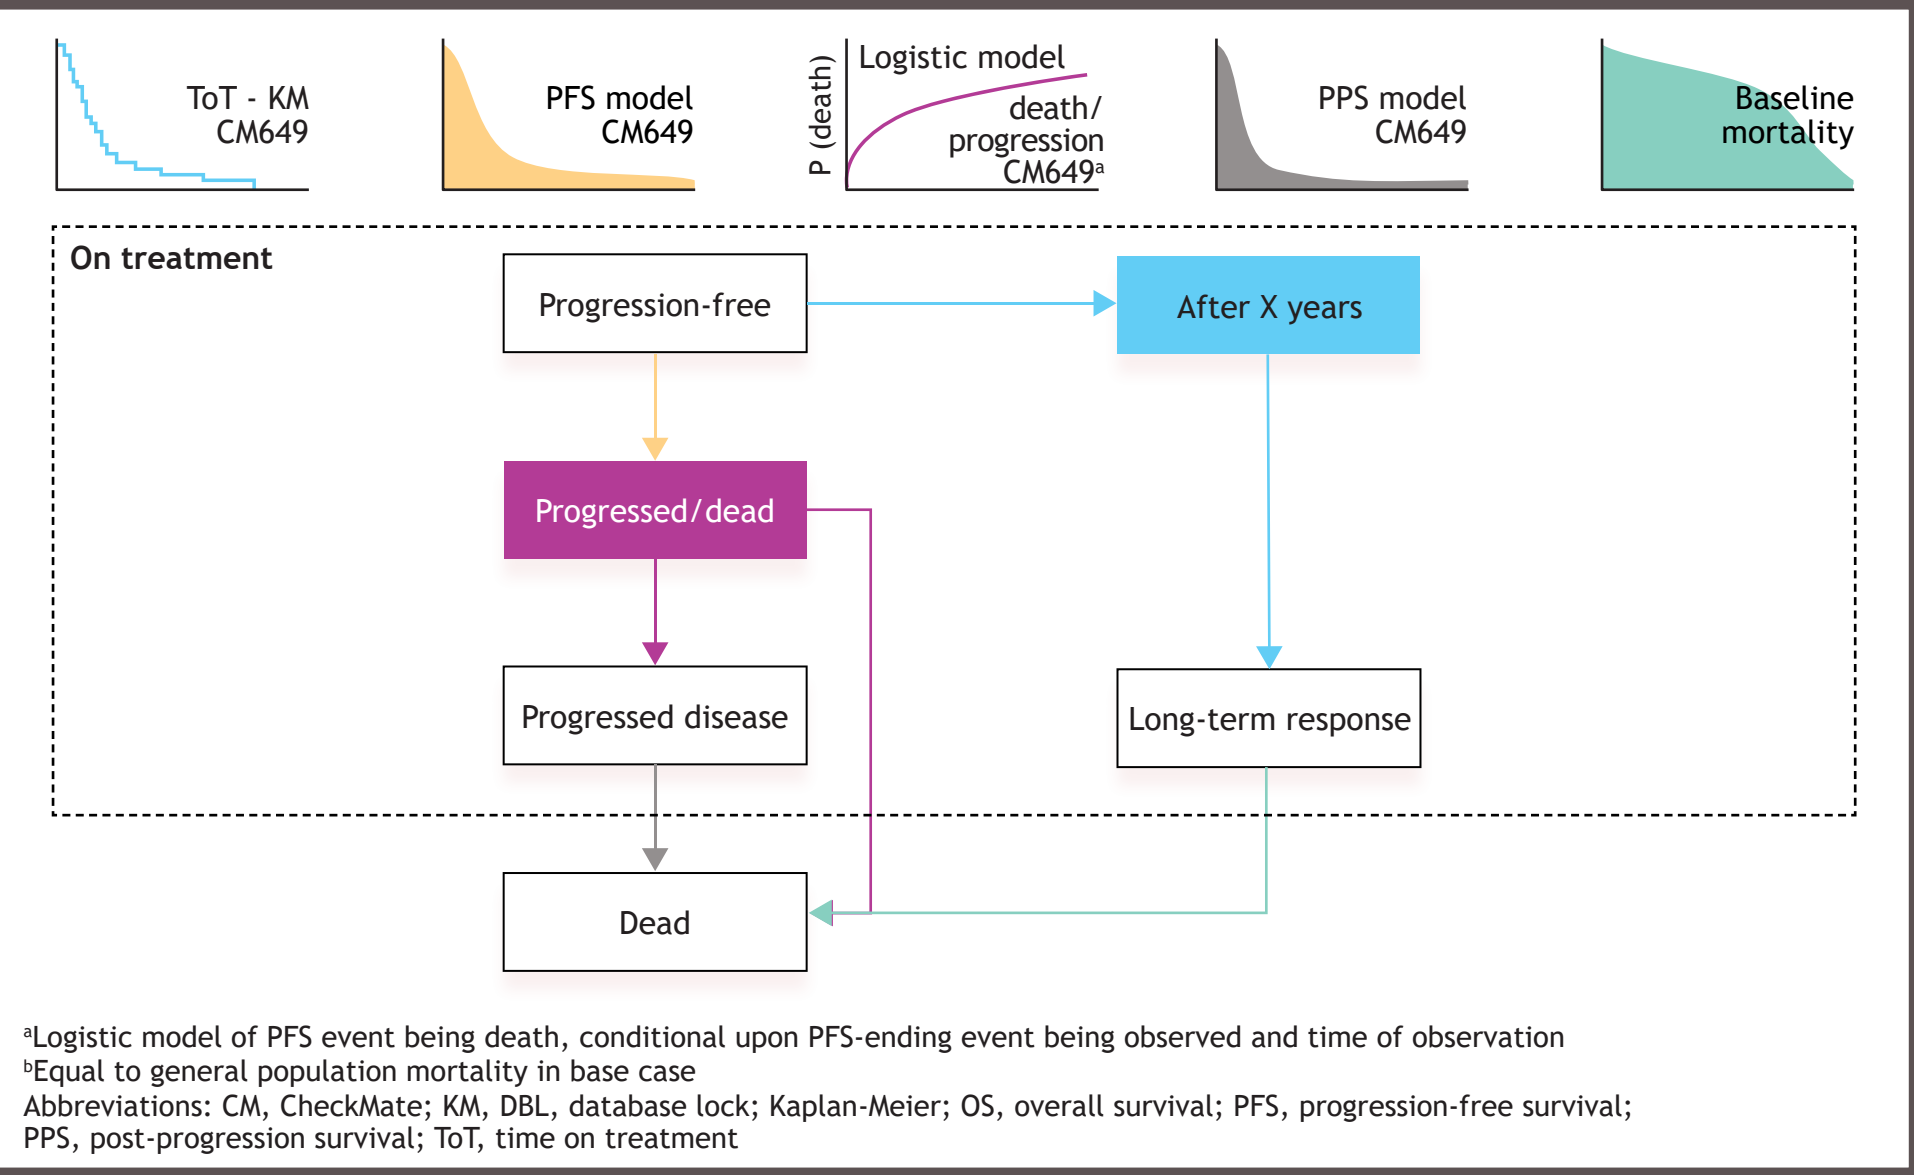 ToT - KM
CM649
PFS model
CM649
P (death)
Logistic model
death/
progression
CM649ᵃ
PPS model
CM649
Baseline
mortality
On treatment
Progression-free
After X years
Progressed/dead
Progressed disease
Long-term response
Dead
ᵃLogistic model of PFS event being death, conditional upon PFS-ending event being observed and time of observation
ᵇEqual to general population mortality in base case
Abbreviations: CM, CheckMate; KM, DBL, database lock; Kaplan-Meier; OS, overall survival; PFS, progression-free survival;
PPS, post-progression survival; ToT, time on treatment